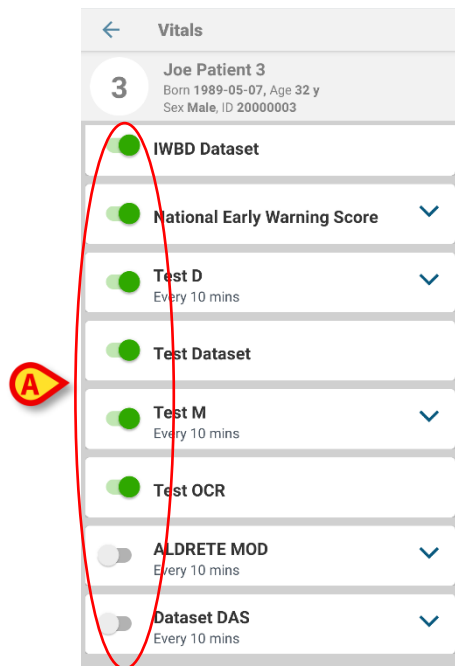 Vitals
3
Joe Patient 3
Born 1989-05-07, Age 32 y
Sex Male, ID 20000003
IWBD Dataset
National Early Warning Score
Test D
Every 10 mins
Test Dataset
A
Test M
Every 10 mins
Test OCR
ALDRETE MOD
Every 10 mins
Dataset DAS
Every 10 mins